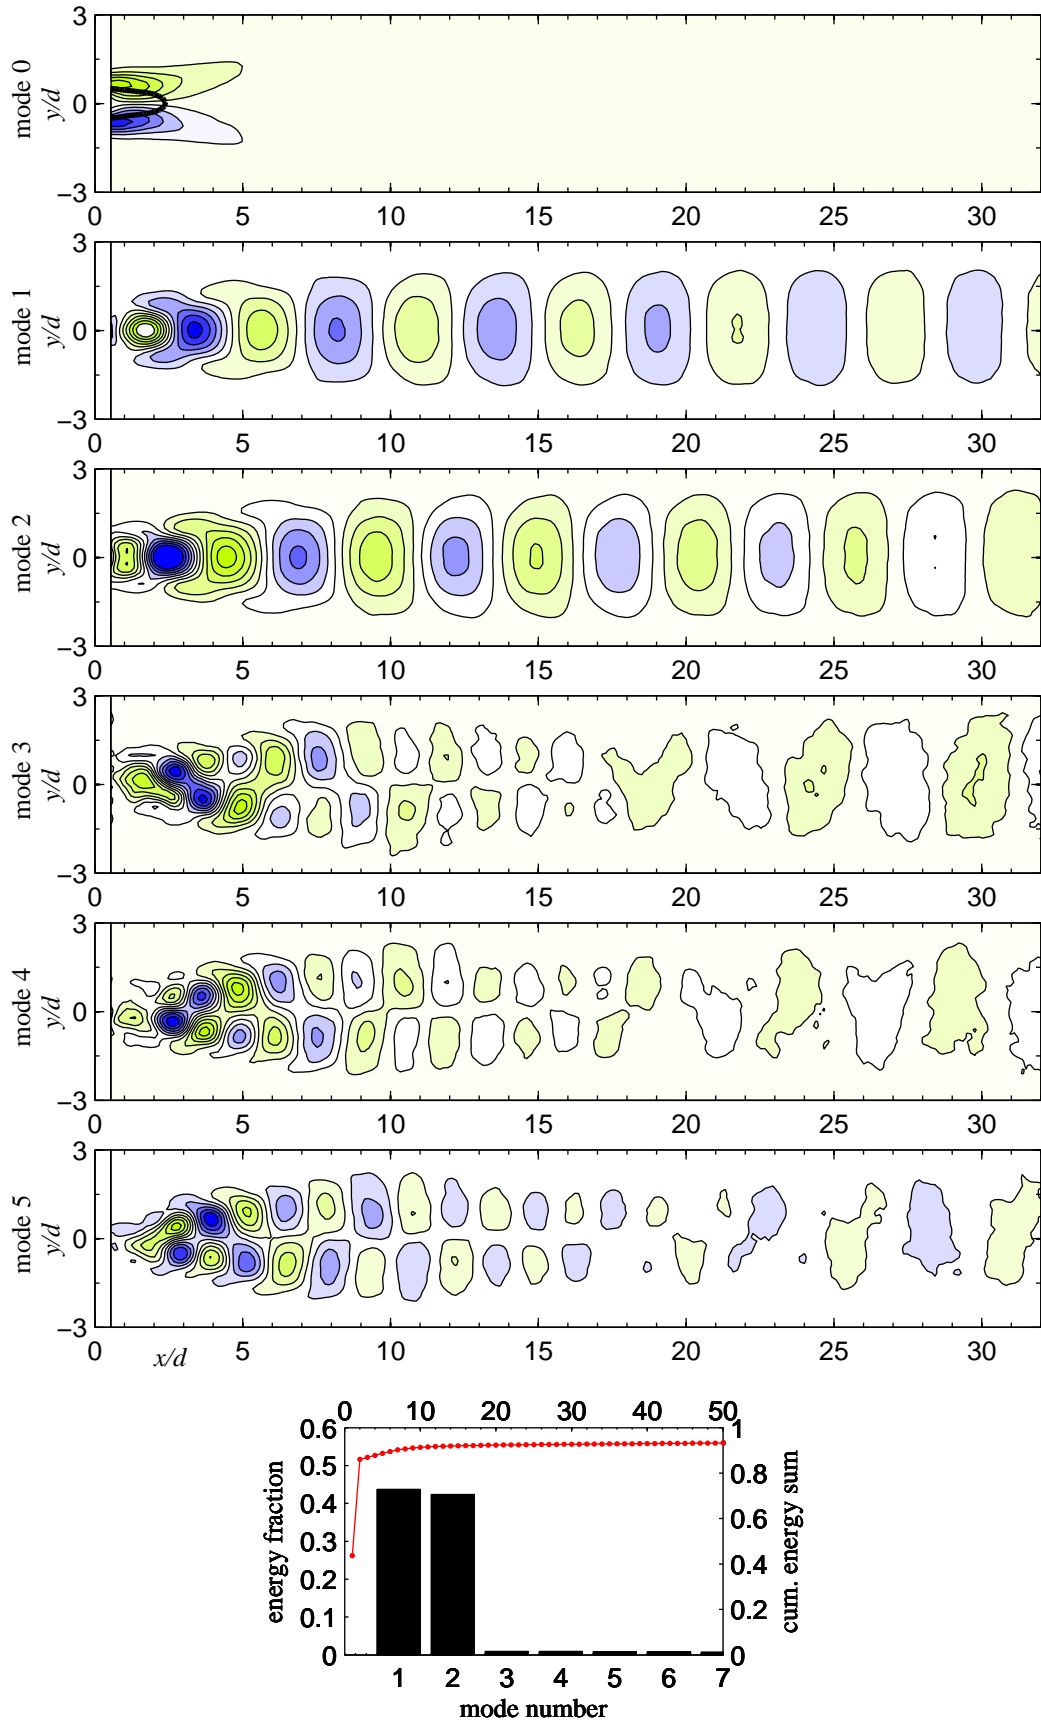 mode 0
y/d
3
0
−3
0 5 10 15 20 25 30
mode 1
y/d
3
0
−3
0 5 10 15 20 25 30
mode 2
y/d
3
0
−3
0 5 10 15 20 25 30
mode 3
y/d
3
0
−3
0 5 10 15 20 25 30
mode 4
y/d
3
0
−3
0 5 10 15 20 25 30
mode 5
y/d
3
0
−3
0 x/d 5 10 15 20 25 30
0 10 20 30 40 50
energy fraction
0.6
0.5
0.4
0.3
0.2
0.1
0
cum. energy sum
1
0.8
0.6
0.4
0.2
0
1 2 3 4 5 6 7
mode number